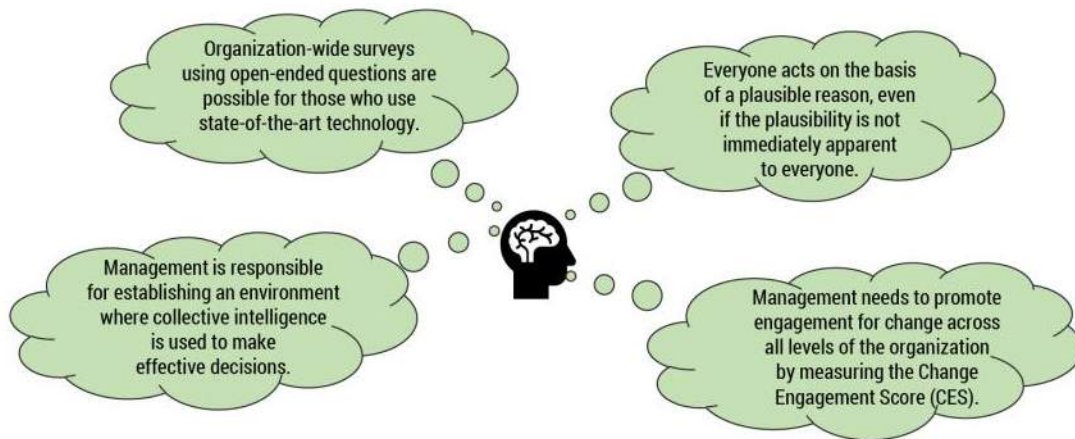 Organization-wide surveys
using open-ended questions are
possible for those who use
state-of-the-art technology.
Everyone acts on the basis
of a plausible reason, even
if the plausibility is not
immediately apparent
to everyone.
Management is responsible
for establishing an environment
where collective intelligence
is used to make
effective decisions.
Management needs to promote
engagement for change across
all levels of the organization
by measuring the Change
Engagement Score (CES).